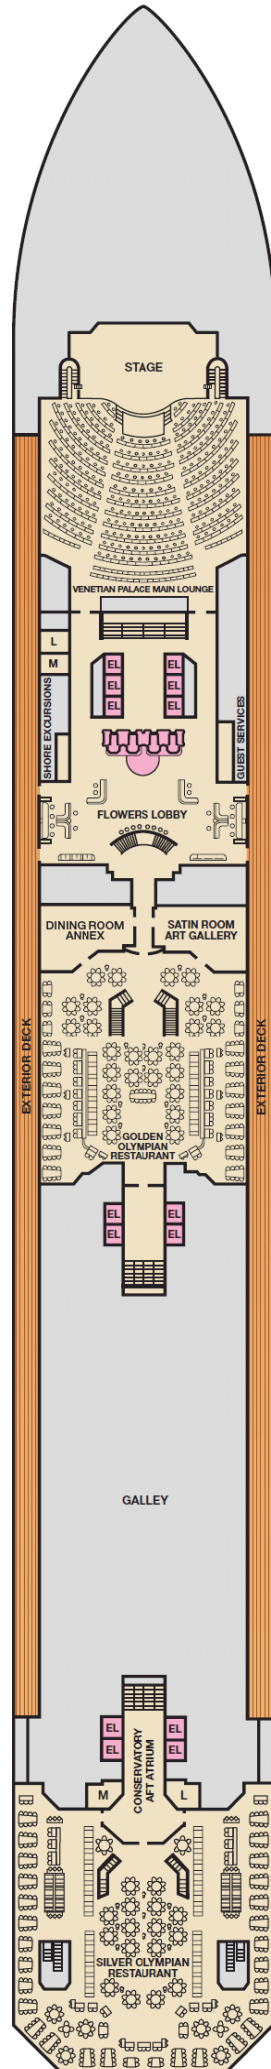 STAGE
VENETIAN PALACE MAIN LOUNGE
L
M
EL
EL
EL
EL
EL
EL
SHORE EXCURSIONS
GUEST SERVICES
FLOWERS LOBBY
DINING ROOM
ANNEX
SATIN ROOM
ART GALLERY
EXTERIOR DECK
EXTERIOR DECK
GOLDEN
OLYMPIAN
RESTAURANT
EL
EL
EL
EL
GALLEY
EL
EL
EL
EL
CONSERVATORY
AFT ATRIUM
M
L
SILVER OLYMPIAN
RESTAURANT